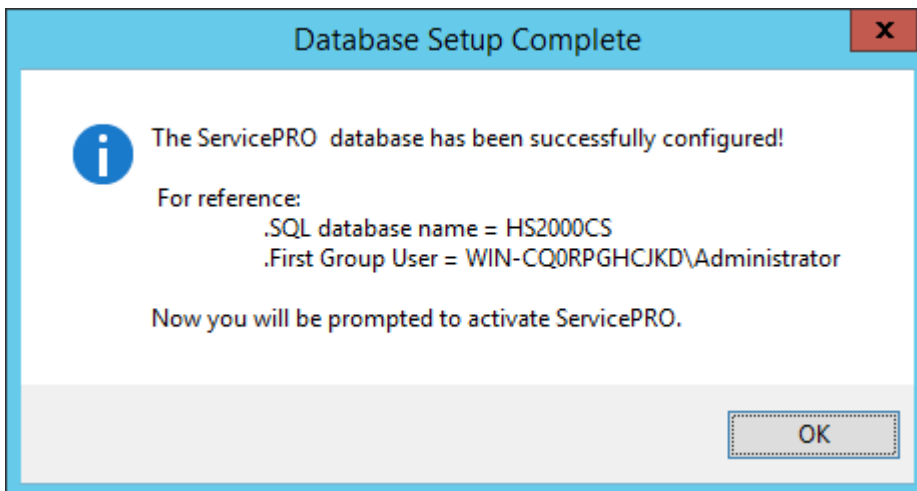 Database Setup Complete
x
The ServicePRO  database has been successfully configured!
For reference:
.SQL database name = HS2000CS
.First Group User = WIN-CQ0RPGHCJKD\Administrator
Now you will be prompted to activate ServicePRO.
OK